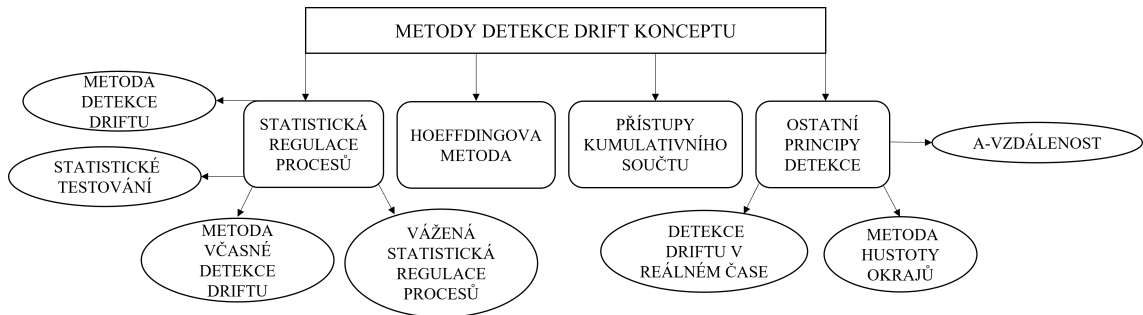 METODY DETEKCE DRIFT KONCEPTU
METODA
DETEKCE
DRIFTU
STATISTICKÁ
REGULACE
PROCESŮ
HOEFFDINGOVA
METODA
PŘÍSTUPY
KUMULATIVNÍHO
SOUČTU
OSTATNÍ
PRINCIPY
DETEKCE
A-VZDÁLENOST
STATISTICKÉ
TESTOVÁNÍ
METODA
VČASNÉ
DETEKCE
DRIFTU
VÁŽENÁ
STATISTICKÁ
REGULACE
PROCESŮ
DETEKCE
DRIFTU V
REÁLNÉM ČASE
METODA
HUSTOTY
OKRAJŮ